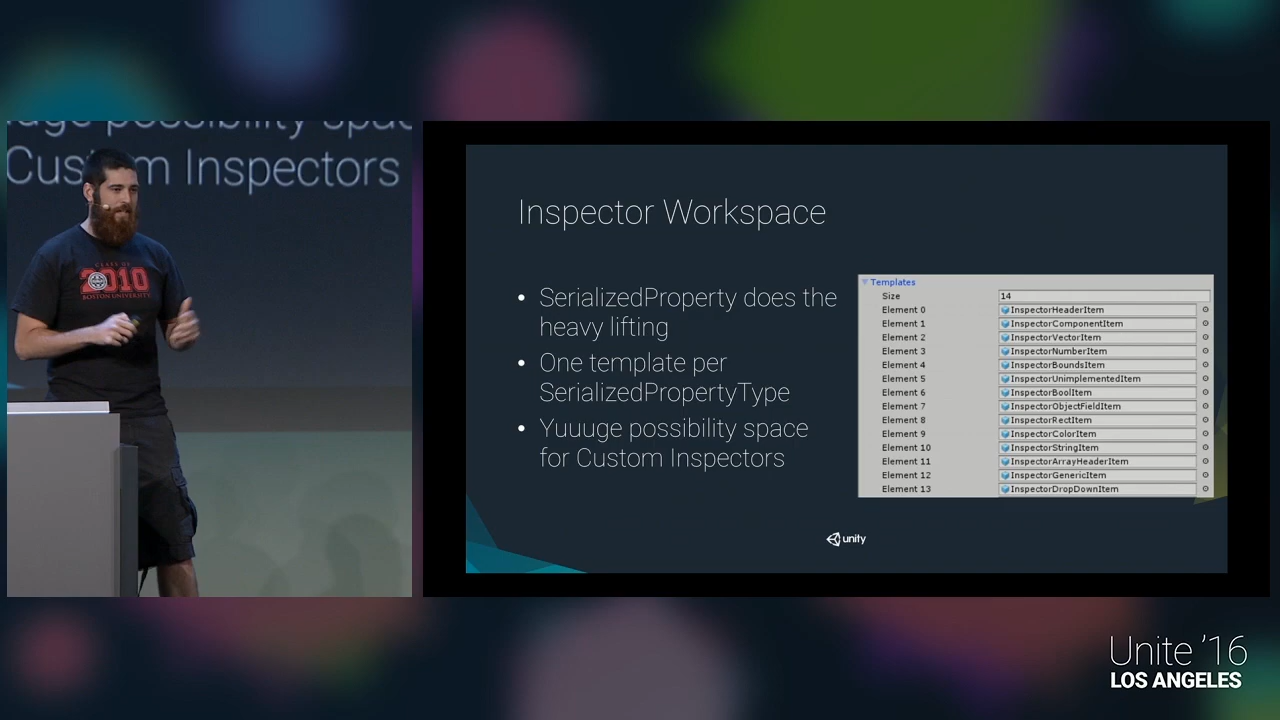 uge possibility spac
Custom Inspectors
CLASS OF
2010
BOSTON UNIVERSITY
Inspector Workspace
• SerializedProperty does the
heavy lifting
• One template per
SerializedPropertyType
• Yuuuge possibility space
for Custom Inspectors
Templates
Size 14
Element 0 InspectorHeaderItem
Element 1 InspectorComponentItem
Element 2 InspectorVectorItem
Element 3 InspectorNumberItem
Element 4 InspectorBoundsItem
Element 5 InspectorUnimplementedItem
Element 6 InspectorBoolItem
Element 7 InspectorObjectFieldItem
Element 8 InspectorRectItem
Element 9 InspectorColorItem
Element 10 InspectorStringItem
Element 11 InspectorArrayHeaderItem
Element 12 InspectorGenericItem
Element 13 InspectorDropDownItem
unity
Unite '16
LOS ANGELES